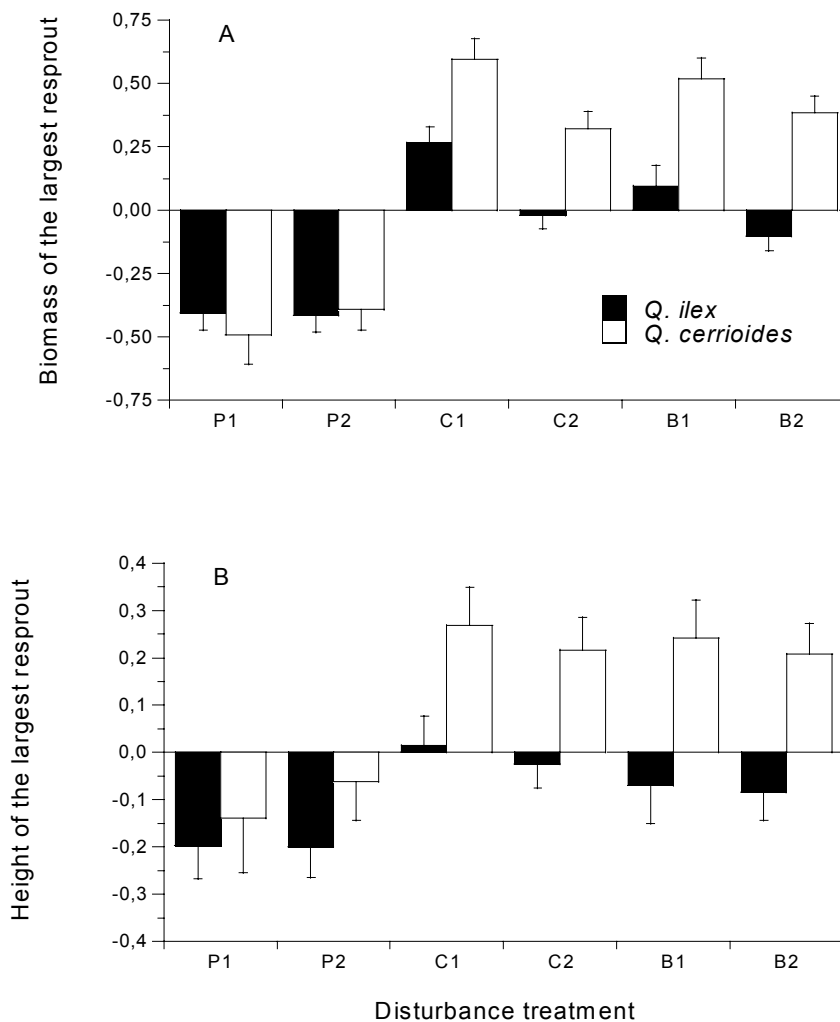 A
Biomass of the largest resprout
0,75
0,50
0,25
0,00
-0,25
-0,50
-0,75
Q. ilex
Q. cerrioides
P1 P2 C1 C2 B1 B2
B
Height of the largest resprout
0,4
0,3
0,2
0,1
0,0
-0,1
-0,2
-0,3
-0,4
P1 P2 C1 C2 B1 B2
Disturbance treatment